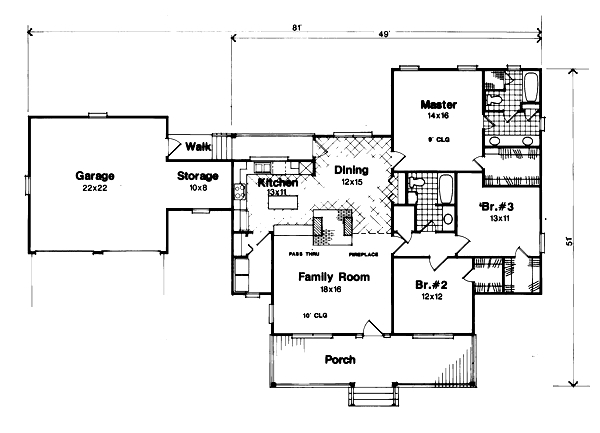 81'
49'
Master
14x16
9' CLG
Walk
Garage
22x22
Storage
10x8
Kitchen
13x11
Dining
12x15
Br.#3
13x11
51'
PASS THRU
FIREPLACE
Family Room
18x16
Br.#2
12x12
10' CLG
Porch